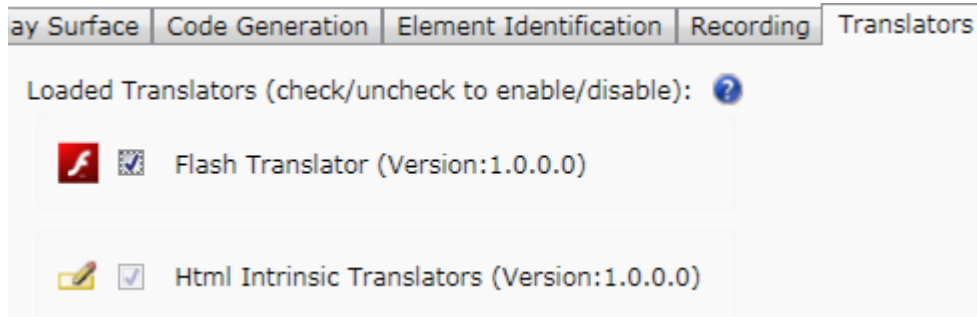 ay Surface Code Generation Element Identification Recording Translators
Loaded Translators (check/uncheck to enable/disable):
Flash Translator (Version:1.0.0.0)
Html Intrinsic Translators (Version:1.0.0.0)